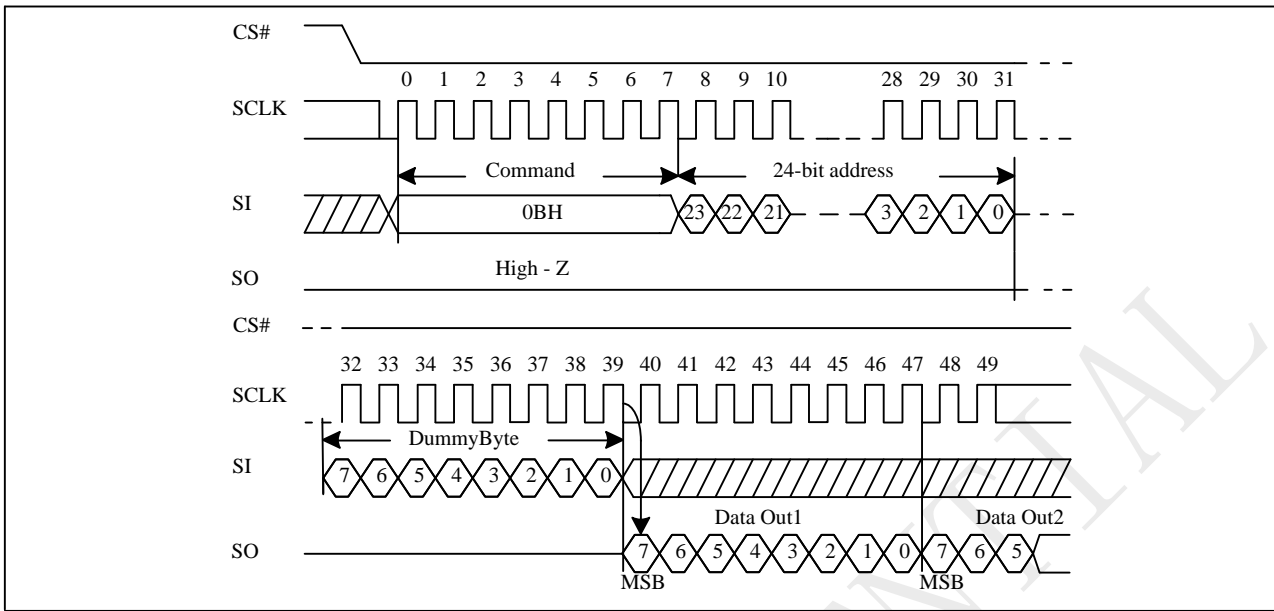 CS#
0 1 2 3 4 5 6 7 8 9 10 28 29 30 31
SCLK
Command 24-bit address
SI 0BH 23 22 21 3 2 1 0
High - Z
SO
CS#
32 33 34 35 36 37 38 39 40 41 42 43 44 45 46 47 48 49
SCLK
DummyByte
SI 7 6 5 4 3 2 1 0
Data Out1 Data Out2
SO 7 6 5 4 3 2 1 0 7 6 5
MSB MSB